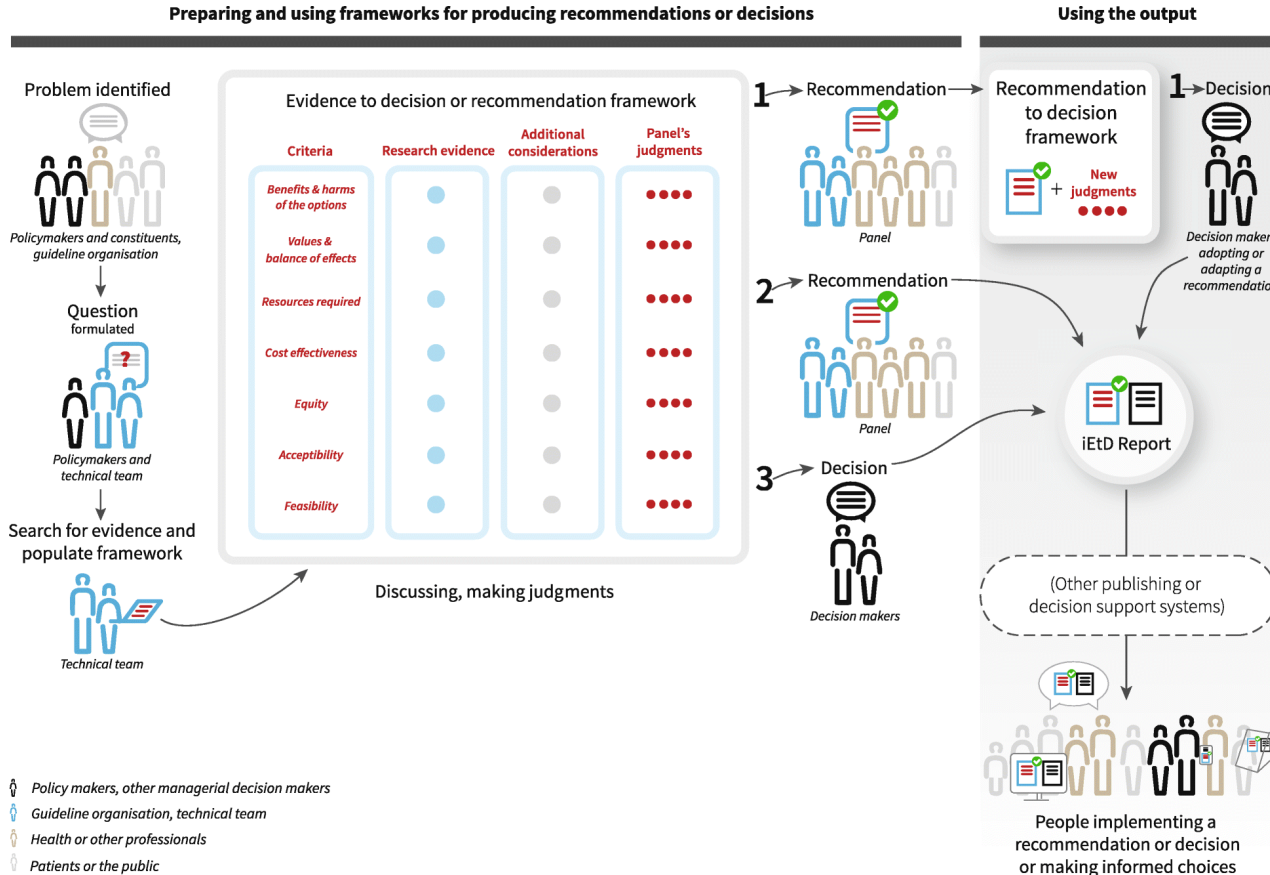 Preparing and using frameworks for producing recommendations or decisions
Using the output
Problem identified
Policymakers and constituents,
guideline organisation
Question
formulated
?
Policymakers and
technical team
Search for evidence and
populate framework
Technical team
Evidence to decision or recommendation framework
Criteria
Research evidence
Additional
considerations
Panel's
judgments
Benefits & harms
of the options
Values &
balance of effects
Resources required
Cost effectiveness
Equity
Acceptibility
Feasibility
Discussing, making judgments
1
Recommendation
Panel
2
Recommendation
Panel
3
Decision
Decision makers
Recommendation
to decision
framework
+
New
judgments
1
Decision
Decision maker
adopting or
adapting a
recommendatio
iEtD Report
(Other publishing or
decision support systems)
People implementing a
recommendation or decision
or making informed choices
Policy makers, other managerial decision makers
Guideline organisation, technical team
Health or other professionals
Patients or the public